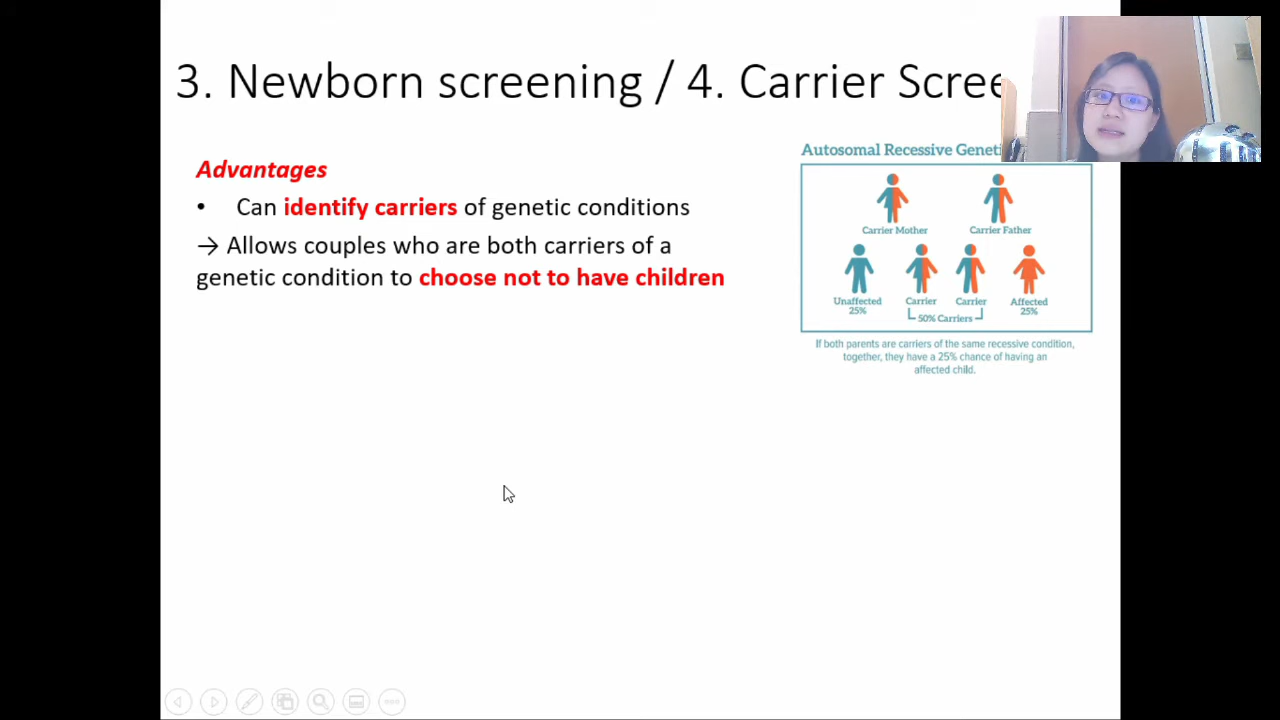 3. Newborn screening / 4. Carrier Scree
Advantages
• Can identify carriers of genetic conditions
→ Allows couples who are both carriers of a
genetic condition to choose not to have children
Autosomal Recessive Geneti
Carrier Mother
Carrier Father
Unaffected
25%
Carrier
Carrier
50% Carriers
Affected
25%
If both parents are carriers of the same recessive condition,
together, they have a 25% chance of having an
affected child.